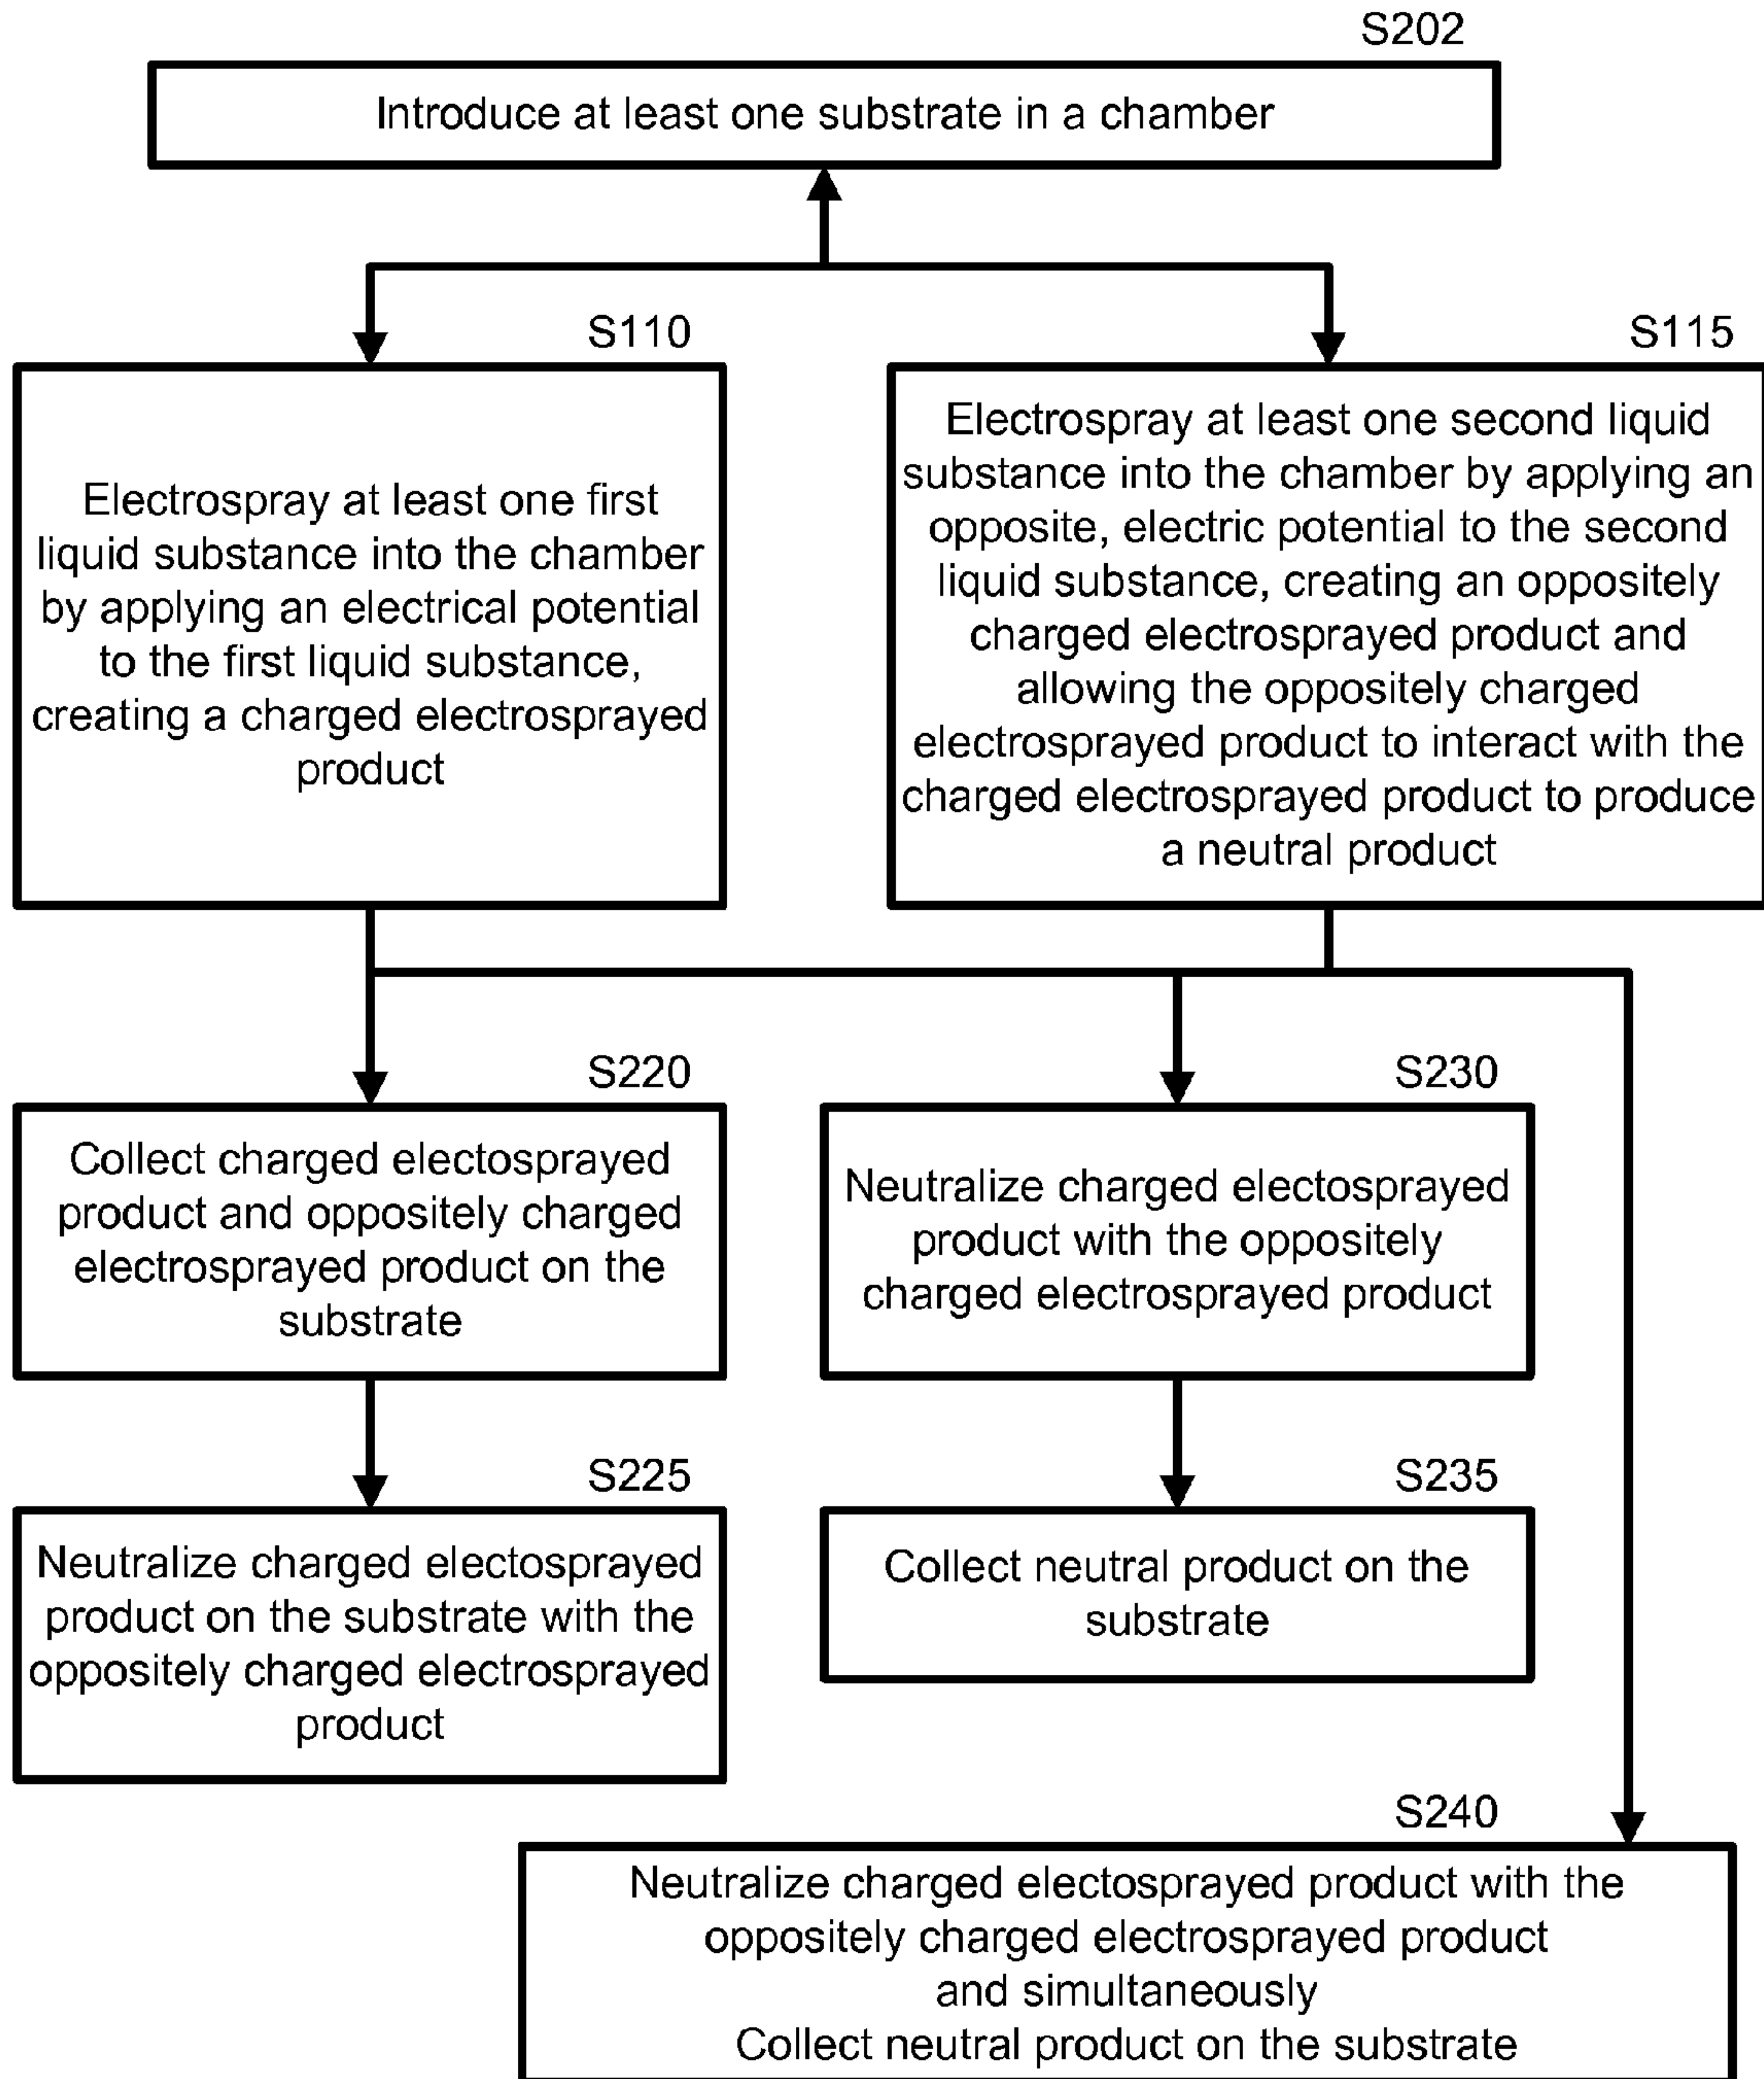 S202
Introduce at least one substrate in a chamber
S110
Electrospray at least one first
liquid substance into the chamber
by applying an electrical potential
to the first liquid substance,
creating a charged electrosprayed
product
S115
Electrospray at least one second liquid
substance into the chamber by applying an
opposite, electric potential to the second
liquid substance, creating an oppositely
charged electrosprayed product and
allowing the oppositely charged
electrosprayed product to interact with the
charged electrosprayed product to produce
a neutral product
S220
Collect charged electosprayed
product and oppositely charged
electrosprayed product on the
substrate
S230
Neutralize charged electosprayed
product with the oppositely
charged electrosprayed product
S225
Neutralize charged electosprayed
product on the substrate with the
oppositely charged electrosprayed
product
S235
Collect neutral product on the
substrate
S240
Neutralize charged electosprayed product with the
oppositely charged electrosprayed product
and simultaneously
Collect neutral product on the substrate